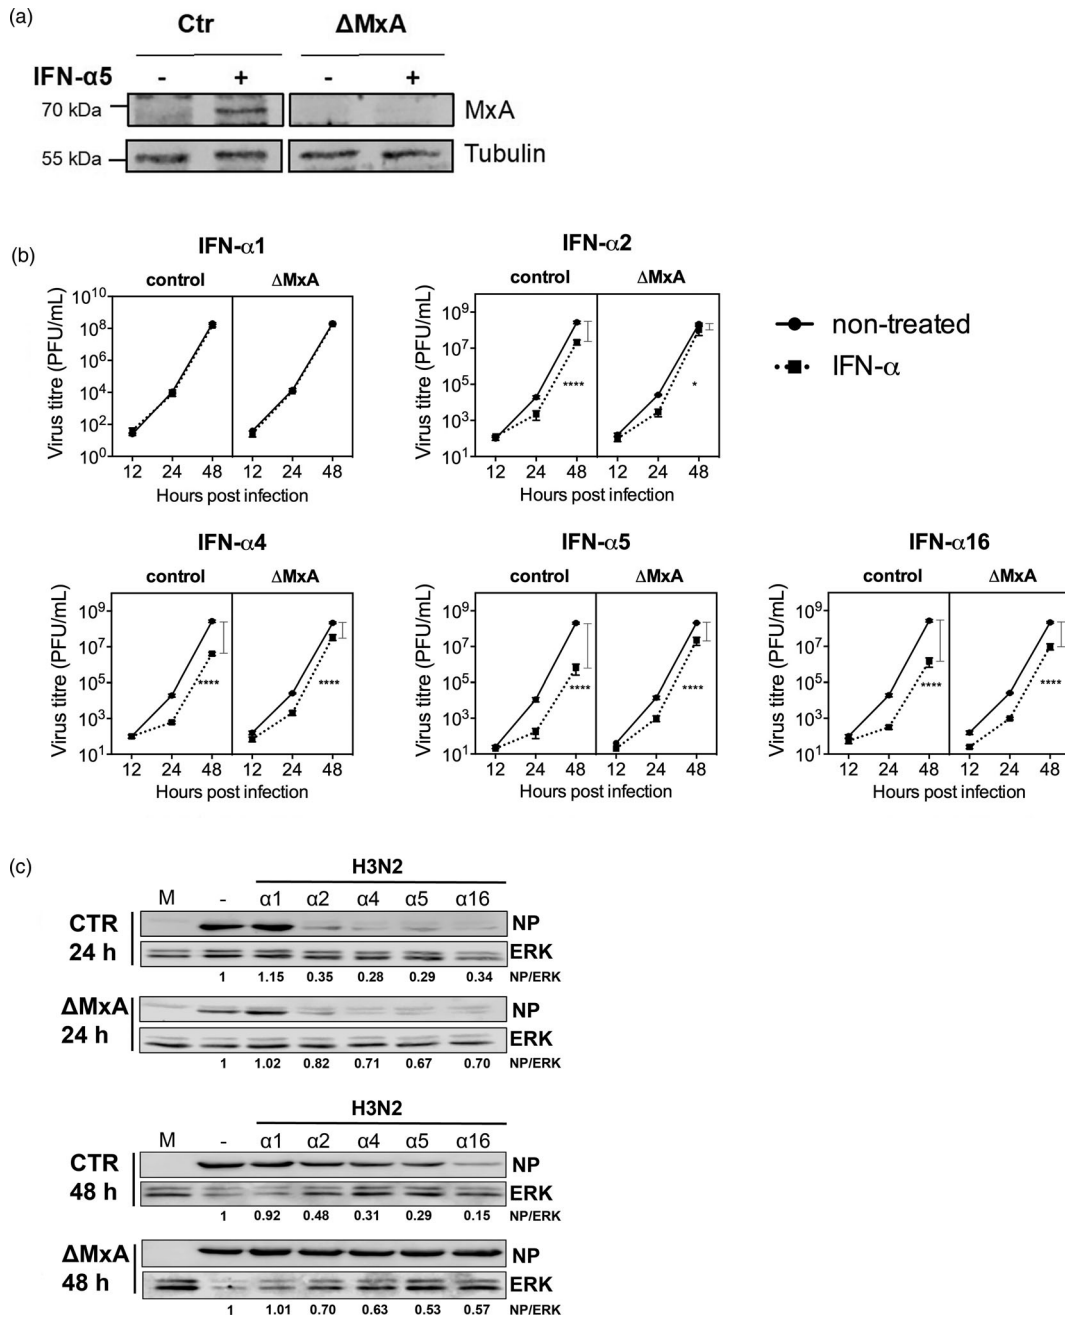 (a)
Ctr ΔMxA
IFN-α5 - + - +
70 kDa MxA
55 kDa Tubulin
(b)
IFN-α1
control ΔMxA
Virus titre (PFU/mL)
10^10
10^8
10^6
10^4
10^2
10^0
12 24 48 12 24 48
Hours post infection
IFN-α2
control ΔMxA
Virus titre (PFU/mL)
10^9
10^7
10^5
10^3
10^1
**** *
12 24 48 12 24 48
Hours post infection
non-treated
IFN-α
IFN-α4
control ΔMxA
Virus titre (PFU/mL)
10^9
10^7
10^5
10^3
10^1
**** ****
12 24 48 12 24 48
Hours post infection
IFN-α5
control ΔMxA
Virus titre (PFU/mL)
10^9
10^7
10^5
10^3
10^1
**** ****
12 24 48 12 24 48
Hours post infection
IFN-α16
control ΔMxA
Virus titre (PFU/mL)
10^9
10^7
10^5
10^3
10^1
**** ****
12 24 48 12 24 48
Hours post infection
(c)
H3N2
M - α1 α2 α4 α5 α16
CTR
24 h
NP
ERK
1 1.15 0.35 0.28 0.29 0.34 NP/ERK
ΔMxA
24 h
NP
ERK
1 1.02 0.82 0.71 0.67 0.70 NP/ERK
H3N2
M - α1 α2 α4 α5 α16
CTR
48 h
NP
ERK
1 0.92 0.48 0.31 0.29 0.15 NP/ERK
ΔMxA
48 h
NP
ERK
1 1.01 0.70 0.63 0.53 0.57 NP/ERK